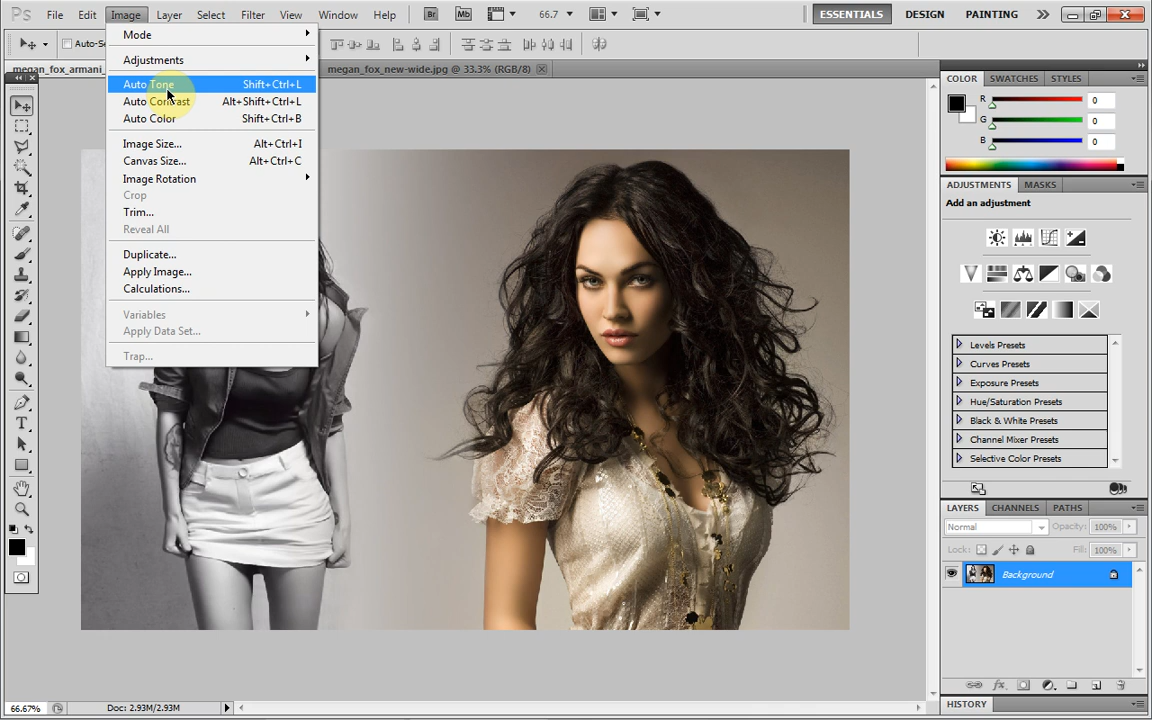 Ps File Edit Image Layer Select Filter View Window Help Br Mb 66.7 ESSENTIALS DESIGN PAINTING
Auto-Se
megan_fox_armani_
megan_fox_new-wide.jpg @ 33.3% (RGB/8)
Mode
Adjustments
Auto Tone Shift+Ctrl+L
Auto Contrast Alt+Shift+Ctrl+L
Auto Color Shift+Ctrl+B
Image Size... Alt+Ctrl+I
Canvas Size... Alt+Ctrl+C
Image Rotation
Crop
Trim...
Reveal All
Duplicate...
Apply Image...
Calculations...
Variables
Apply Data Set...
Trap...
COLOR SWATCHES STYLES
R 0
G 0
B 0
ADJUSTMENTS MASKS
Add an adjustment
Levels Presets
Curves Presets
Exposure Presets
Hue/Saturation Presets
Black & White Presets
Channel Mixer Presets
Selective Color Presets
LAYERS CHANNELS PATHS
Normal Opacity: 100%
Lock: Fill: 100%
Background
HISTORY
66.67% Doc: 2.93M/2.93M